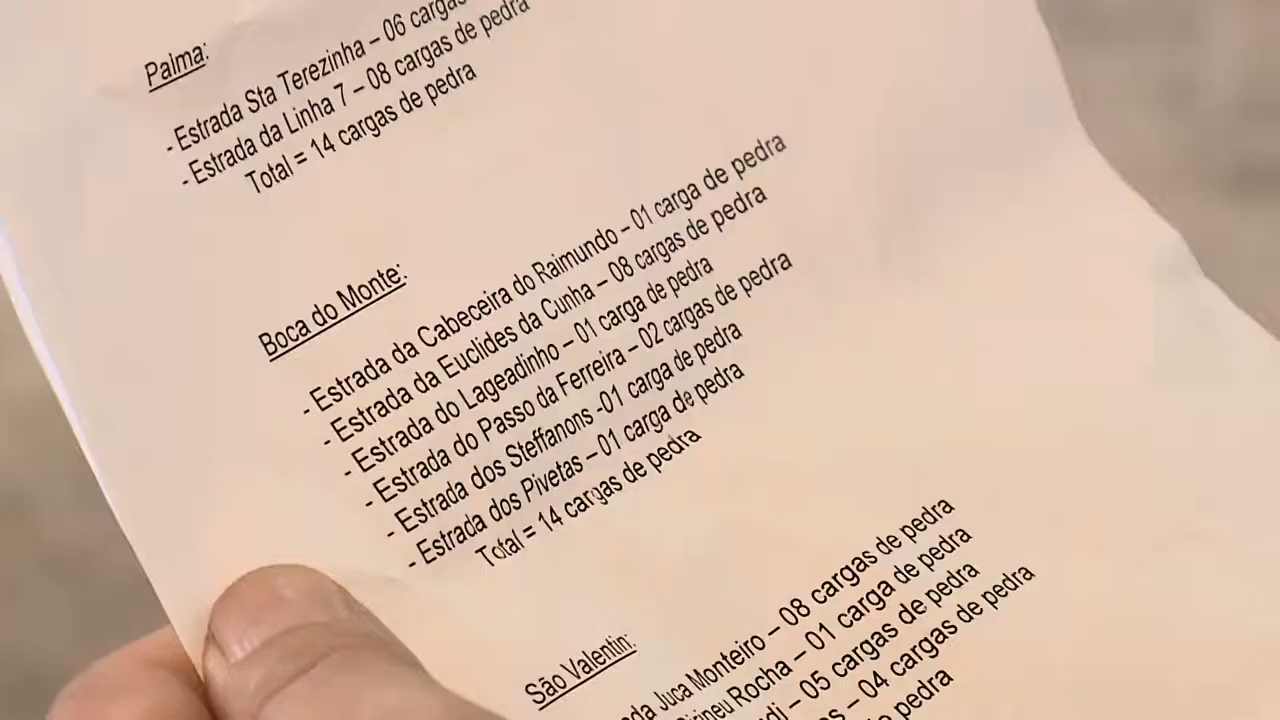 Palma:
- Estrada Sta Terezinha – 06 cargas
- Estrada da Linha 7 – 08 cargas de pedra
Total = 14 cargas de pedra
Boca do Monte:
- Estrada da Cabeceira do Raimundo – 01 carga de pedra
- Estrada da Euclides da Cunha – 08 cargas de pedra
- Estrada do Lageadinho – 01 carga de pedra
- Estrada do Passo da Ferreira – 02 cargas de pedra
- Estrada dos Steffanons -01 carga de pedra
- Estrada dos Pivetas – 01 carga de pedra
Total = 14 cargas de pedra
São Valentin:
Juca Monteiro – 08 cargas de pedra
Rocha – 01 carga de pedra
– 05 cargas de pedra
– 04 cargas de pedra
de pedra